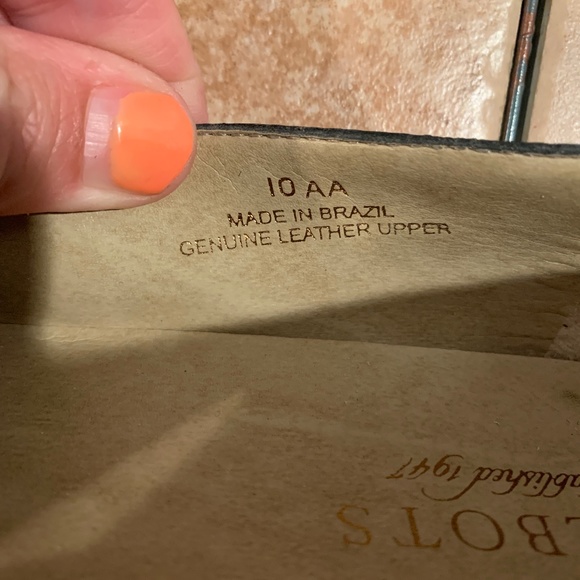 10 AA
MADE IN BRAZIL
GENUINE LEATHER UPPER
ablished 1947
LBOTS